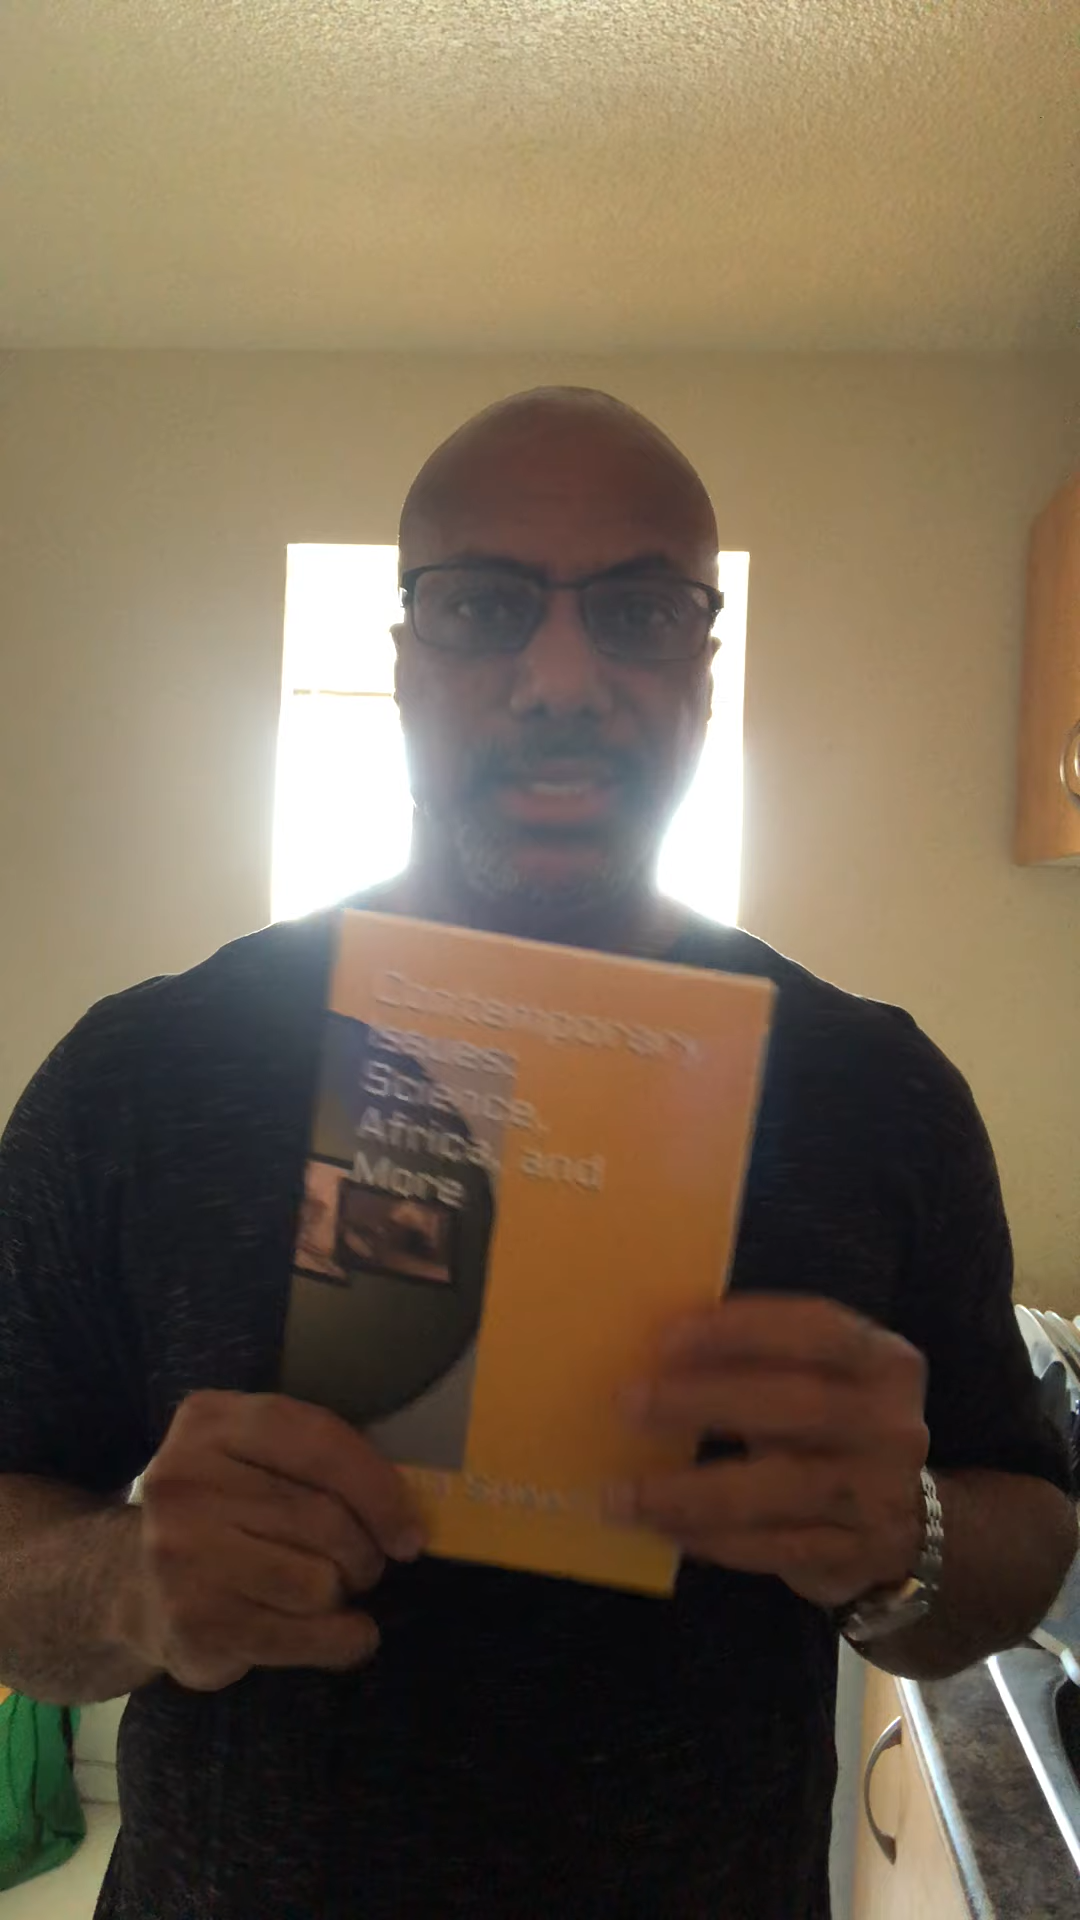 Contemporary
Issues:
Science,
Africa, and
More